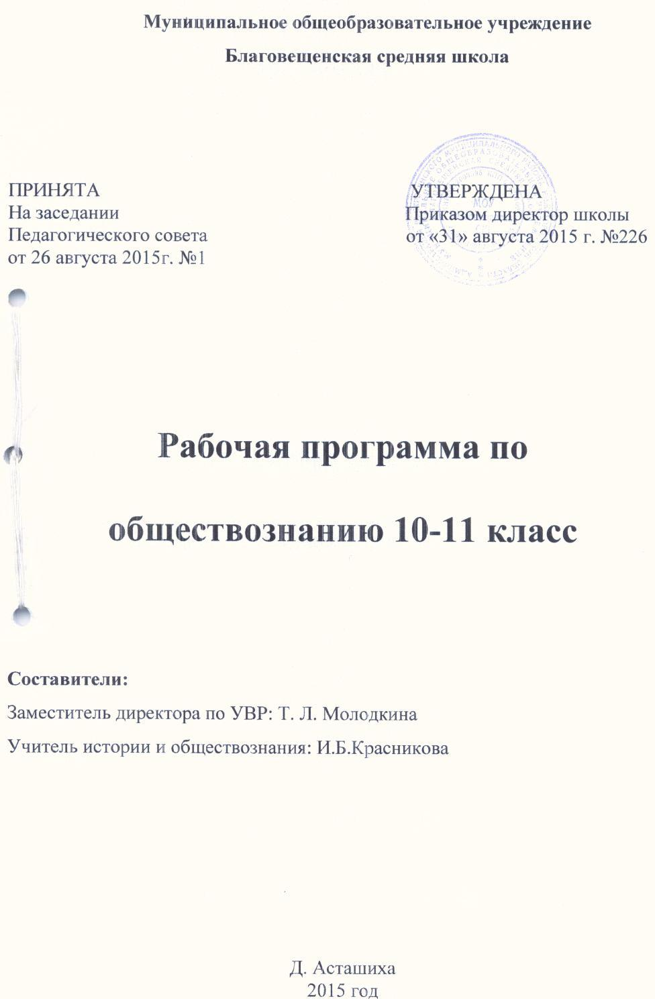 Муниципальное общеобразовательное учреждение
Благовещенская средняя школа
ПРИНЯТА
На заседании
Педагогического совета
от 26 августа 2015г. №1
УТВЕРЖДЕНА
Приказом директор школы
от «31» августа 2015 г. №226
МОУ
Рабочая программа по
обществознанию 10-11 класс
Составители:
Заместитель директора по УВР: Т. Л. Молодкина
Учитель истории и обществознания: И.Б.Красникова
Д. Асташиха
2015 год